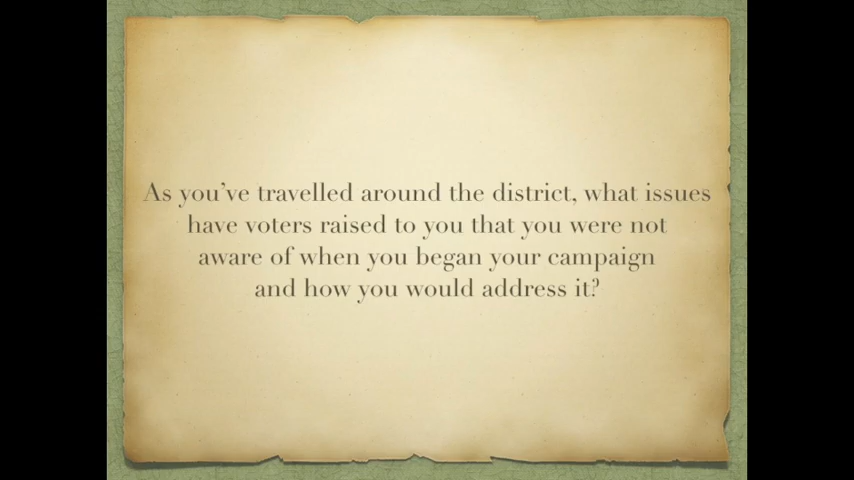 As you’ve travelled around the district, what issues
have voters raised to you that you were not
aware of when you began your campaign
and how you would address it?